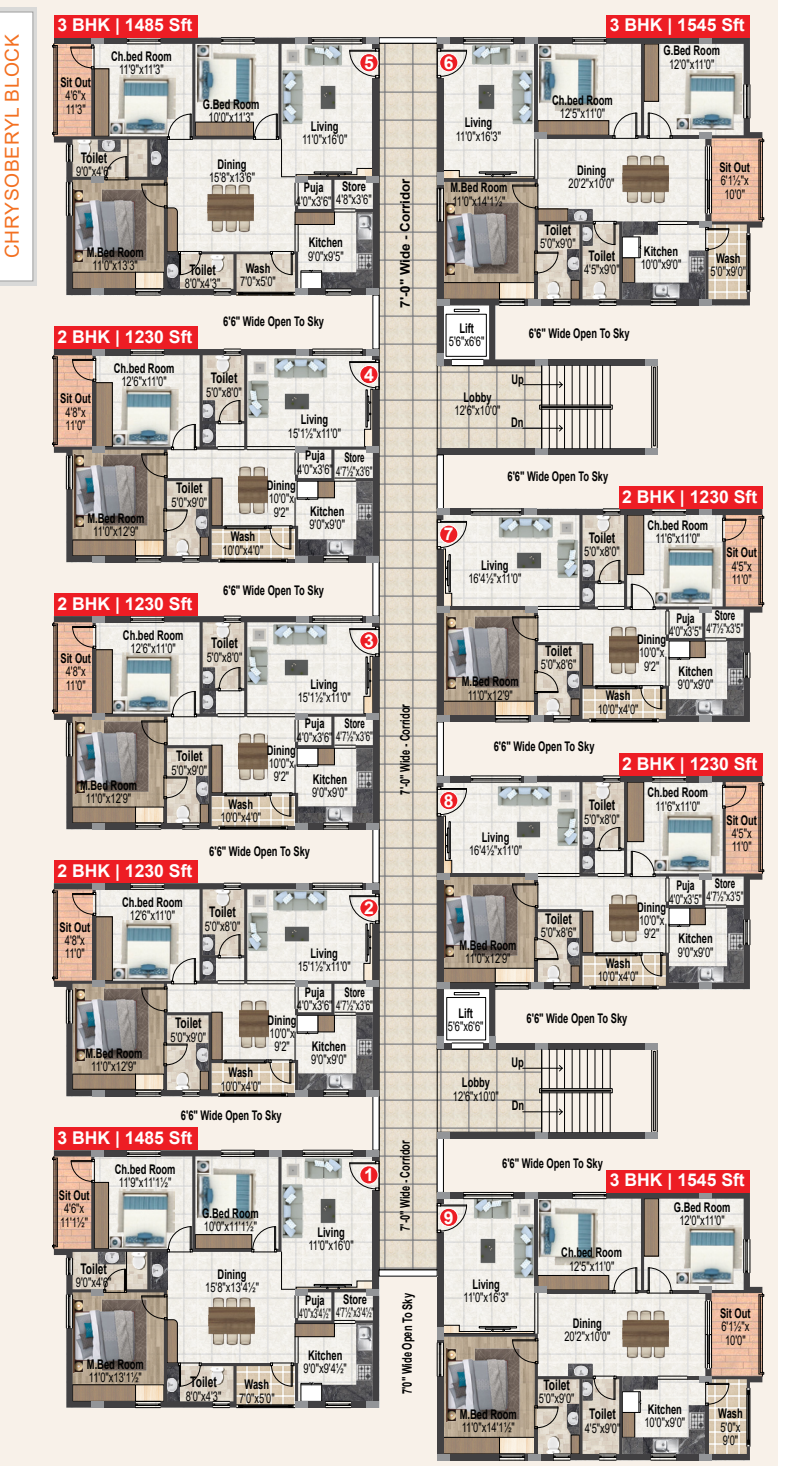 CHRYSOBERYL BLOCK
3 BHK | 1485 Sft
5
Sit Out
4'6"x
11'3"
Ch.bed Room
11'9"x11'3"
G.Bed Room
10'0"x11'3"
Living
11'0"x16'0"
Toilet
9'0"x4'6"
Dining
15'8"x13'6"
Puja
4'0"x3'6"
Store
4'8"x3'6"
M.Bed Room
11'0"x13'3"
Toilet
8'0"x4'3"
Wash
7'0"x5'0"
Kitchen
9'0"x9'5"
6'6" Wide Open To Sky
2 BHK | 1230 Sft
4
Sit Out
4'8"x
11'0"
Ch.bed Room
12'6"x11'0"
Toilet
5'0"x8'0"
Living
15'1½"x11'0"
M.Bed Room
11'0"x12'9"
Toilet
5'0"x9'0"
Dining
10'0"x
9'2"
Puja
4'0"x3'6"
Store
4'7½"x3'6"
Kitchen
9'0"x9'0"
Wash
10'0"x4'0"
6'6" Wide Open To Sky
2 BHK | 1230 Sft
3
Sit Out
4'8"x
11'0"
Ch.bed Room
12'6"x11'0"
Toilet
5'0"x8'0"
Living
15'1½"x11'0"
M.Bed Room
11'0"x12'9"
Toilet
5'0"x9'0"
Dining
10'0"x
9'2"
Puja
4'0"x3'6"
Store
4'7½"x3'6"
Kitchen
9'0"x9'0"
Wash
10'0"x4'0"
6'6" Wide Open To Sky
2 BHK | 1230 Sft
2
Sit Out
4'8"x
11'0"
Ch.bed Room
12'6"x11'0"
Toilet
5'0"x8'0"
Living
15'1½"x11'0"
M.Bed Room
11'0"x12'9"
Toilet
5'0"x9'0"
Dining
10'0"x
9'2"
Puja
4'0"x3'6"
Store
4'7½"x3'6"
Kitchen
9'0"x9'0"
Wash
10'0"x4'0"
6'6" Wide Open To Sky
3 BHK | 1485 Sft
1
Sit Out
4'6"x
11'1½"
Ch.bed Room
11'9"x11'1½"
G.Bed Room
10'0"x11'1½"
Living
11'0"x16'0"
Toilet
9'0"x4'6"
Dining
15'8"x13'4½"
Puja
4'0"x3'4½"
Store
4'7½"x3'4½"
M.Bed Room
11'0"x13'1½"
Toilet
8'0"x4'3"
Wash
7'0"x5'0"
Kitchen
9'0"x9'4½"
7'-0" Wide - Corridor
7'-0" Wide - Corridor
7'-0" Wide - Corridor
7'0" Wide Open To Sky
3 BHK | 1545 Sft
6
Living
11'0"x16'3"
Ch.bed Room
12'5"x11'0"
G.Bed Room
12'0"x11'0"
Dining
20'2"x10'0"
Sit Out
6'1½"x
10'0"
M.Bed Room
11'0"x14'1½"
Toilet
5'0"x9'0"
Toilet
4'5"x9'0"
Kitchen
10'0"x9'0"
Wash
5'0"x9'0"
Lift
5'6"x6'6"
6'6" Wide Open To Sky
Lobby
12'6"x10'0"
Up
Dn
6'6" Wide Open To Sky
2 BHK | 1230 Sft
7
Living
16'4½"x11'0"
Toilet
5'0"x8'0"
Ch.bed Room
11'6"x11'0"
Sit Out
4'5"x
11'0"
M.Bed Room
11'0"x12'9"
Toilet
5'0"x8'6"
Dining
10'0"x
9'2"
Puja
4'0"x3'5"
Store
4'7½"x3'5"
Kitchen
9'0"x9'0"
Wash
10'0"x4'0"
6'6" Wide Open To Sky
2 BHK | 1230 Sft
8
Living
16'4½"x11'0"
Toilet
5'0"x8'0"
Ch.bed Room
11'6"x11'0"
Sit Out
4'5"x
11'0"
M.Bed Room
11'0"x12'9"
Toilet
5'0"x8'6"
Dining
10'0"x
9'2"
Puja
4'0"x3'5"
Store
4'7½"x3'5"
Kitchen
9'0"x9'0"
Wash
10'0"x4'0"
Lift
5'6"x6'6"
6'6" Wide Open To Sky
Lobby
12'6"x10'0"
Up
Dn
6'6" Wide Open To Sky
3 BHK | 1545 Sft
9
Living
11'0"x16'3"
Ch.bed Room
12'5"x11'0"
G.Bed Room
12'0"x11'0"
Dining
20'2"x10'0"
Sit Out
6'1½"x
10'0"
M.Bed Room
11'0"x14'1½"
Toilet
5'0"x9'0"
Toilet
4'5"x9'0"
Kitchen
10'0"x9'0"
Wash
5'0"x
9'0"